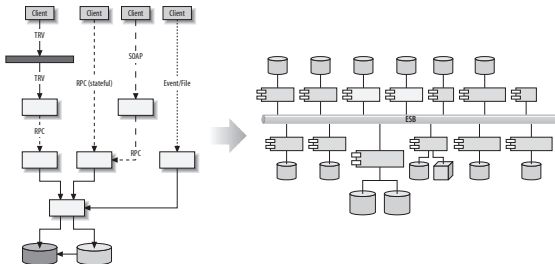 Client
Client
Client
Client
TRV
SOAP
TRV
RPC (stateful)
Event/File
RPC
RPC
ESB